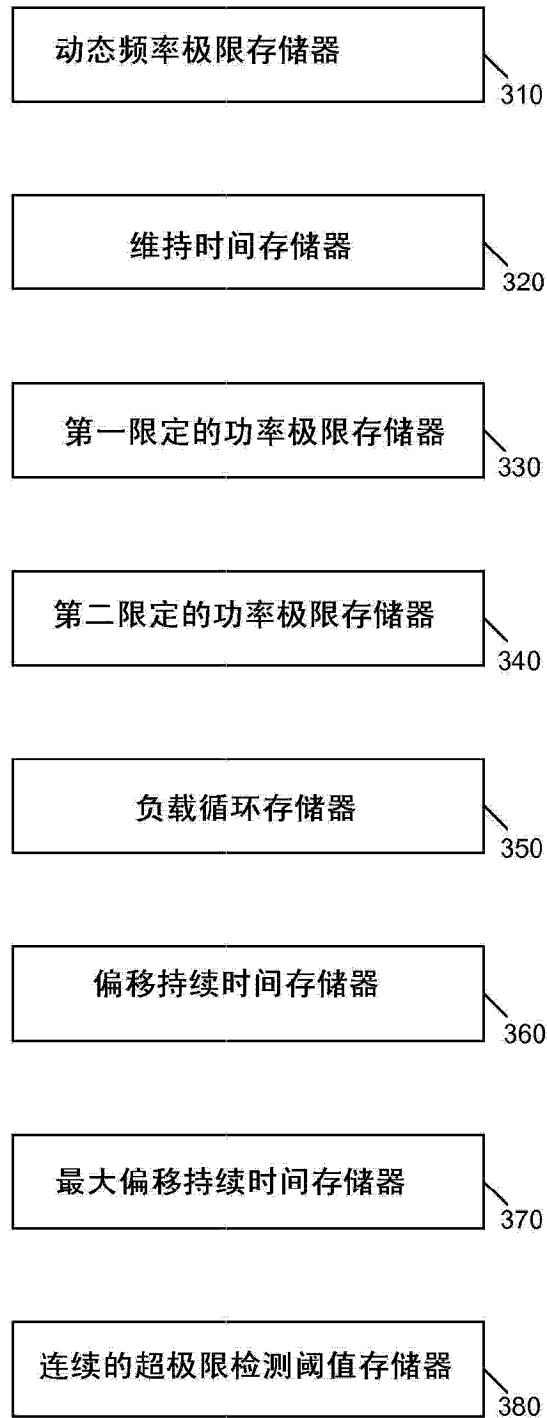 动态频率极限存储器
310
维持时间存储器
320
第一限定的功率极限存储器
330
第二限定的功率极限存储器
340
负载循环存储器
350
偏移持续时间存储器
360
最大偏移持续时间存储器
370
连续的超极限检测阈值存储器
380